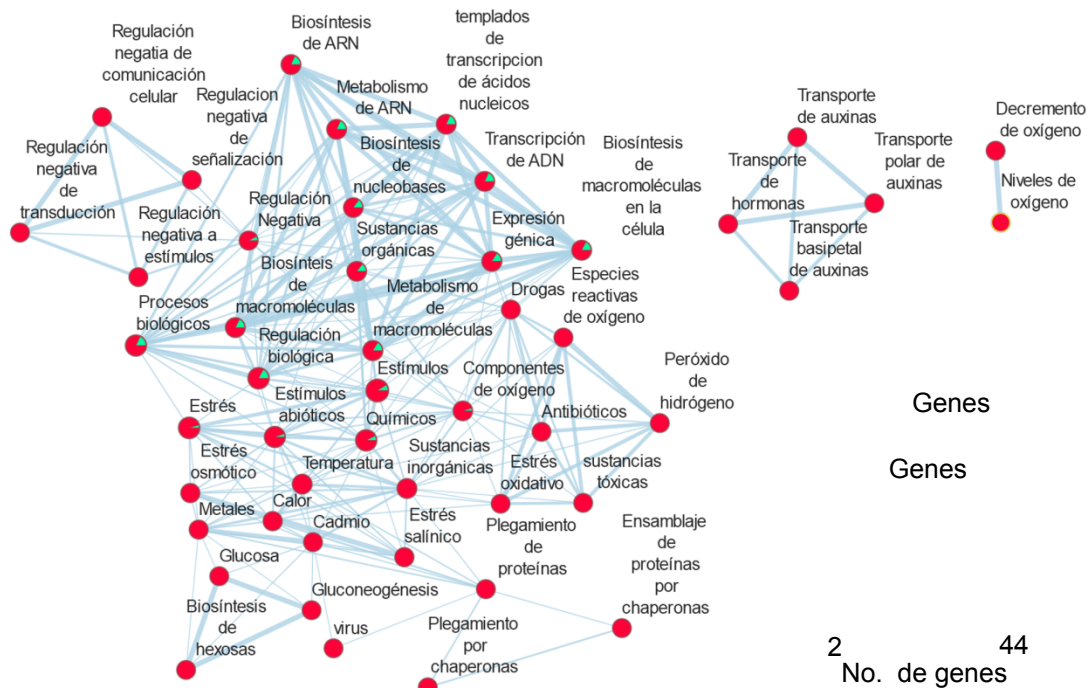 Regulación
negatia de
comunicación
celular
Biosíntesis
de ARN
templados
de
transcripcion
de ácidos
nucleicos
Regulación
negativa
de
transducción
Regulacion
negativa
de
señalización
Metabolismo
de ARN
Biosíntesis
de
nucleobases
Transcripción
de ADN
Biosíntesis
de
macromoléculas
en la
célula
Regulación
negativa a
estímulos
Regulación
Negativa
Sustancias
orgánicas
Expresión
génica
Procesos
biológicos
Biosínteis
de
macromoléculas
Metabolismo
de
macromoléculas
Drogas
Especies
reactivas
de oxígeno
Regulación
biológica
Estímulos
Componentes
de oxígeno
Peróxido
de
hidrógeno
Estrés
Estímulos
abióticos
Químicos
Antibióticos
Estrés
osmótico
Temperatura
Sustancias
inorgánicas
Estrés
oxidativo
sustancias
tóxicas
Metales
Calor
Cadmio
Estrés
salínico
Plegamiento
de
proteínas
Ensamblaje
de
proteínas
por
chaperonas
Glucosa
Gluconeogénesis
Biosíntesis
de
hexosas
virus
Plegamiento
por
chaperonas
Transporte
de auxinas
Transporte
de
hormonas
Transporte
polar de
auxinas
Transporte
basipetal
de auxinas
Decremento
de oxígeno
Niveles de
oxígeno
Genes
Genes
2 44
No. de genes